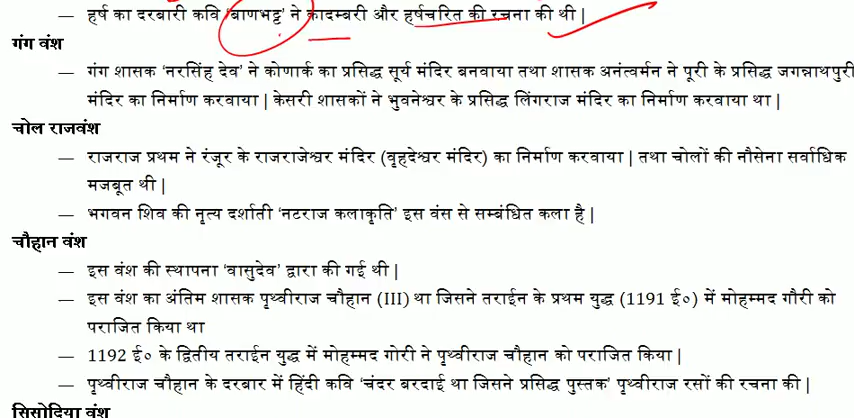 — हर्ष का दरबारी कवि 'बाणभट्ट' ने कादम्बरी और हर्षचरित की रचना की थी |
गंग वंश
— गंग शासक 'नरसिंह देव' ने कोणार्क का प्रसिद्ध सूर्य मंदिर बनवाया तथा शासक अनंत्वर्मन ने पूरी के प्रसिद्ध जगन्नाथपुरी
मंदिर का निर्माण करवाया | केसरी शासकों ने भुवनेश्वर के प्रसिद्ध लिंगराज मंदिर का निर्माण करवाया था |
चोल राजवंश
— राजराज प्रथम ने रंजूर के राजराजेश्वर मंदिर (वृहदेश्वर मंदिर) का निर्माण करवाया | तथा चोलों की नौसेना सर्वाधिक
मजबूत थी |
— भगवन शिव की नृत्य दर्शाती 'नटराज कलाकृति' इस वंस से सम्बंधित कला है |
चौहान वंश
— इस वंश की स्थापना 'वासुदेव' द्वारा की गई थी |
— इस वंश का अंतिम शासक पृथ्वीराज चौहान (III) था जिसने तराईन के प्रथम युद्ध (1191 ई०) में मोहम्मद गौरी को
पराजित किया था
— 1192 ई० के द्वितीय तराईन युद्ध में मोहम्मद गोरी ने पृथ्वीराज चौहान को पराजित किया |
— पृथ्वीराज चौहान के दरबार में हिंदी कवि 'चंदर बरदाई था जिसने प्रसिद्ध पुस्तक' पृथ्वीराज रसों की रचना की |
सिसोदिया वंश